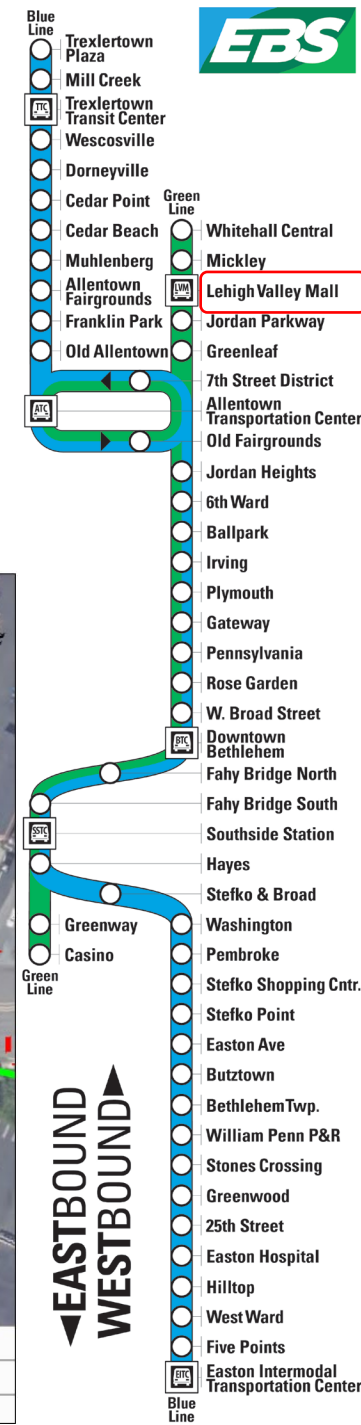 EBS
Blue
Line
Trexlertown
Plaza
Mill Creek
TTC
Trexlertown
Transit Center
Wescosville
Dorneyville
Cedar Point
Cedar Beach
Muhlenberg
Allentown
Fairgrounds
Franklin Park
Old Allentown
Green
Line
Whitehall Central
Mickley
LVM
Lehigh Valley Mall
Jordan Parkway
Greenleaf
7th Street District
ATC
Allentown
Transportation Center
Old Fairgrounds
Jordan Heights
6th Ward
Ballpark
Irving
Plymouth
Gateway
Pennsylvania
Rose Garden
W. Broad Street
BTC
Downtown
Bethlehem
Fahy Bridge North
Fahy Bridge South
SSTC
Southside Station
Hayes
Stefko & Broad
Greenway
Casino
Green
Line
Washington
Pembroke
Stefko Shopping Cntr.
Stefko Point
Easton Ave
Butztown
Bethlehem Twp.
William Penn P&R
Stones Crossing
Greenwood
25th Street
Easton Hospital
Hilltop
West Ward
Five Points
EITC
Easton Intermodal
Transportation Center
Blue
Line
EASTBOUND
WESTBOUND